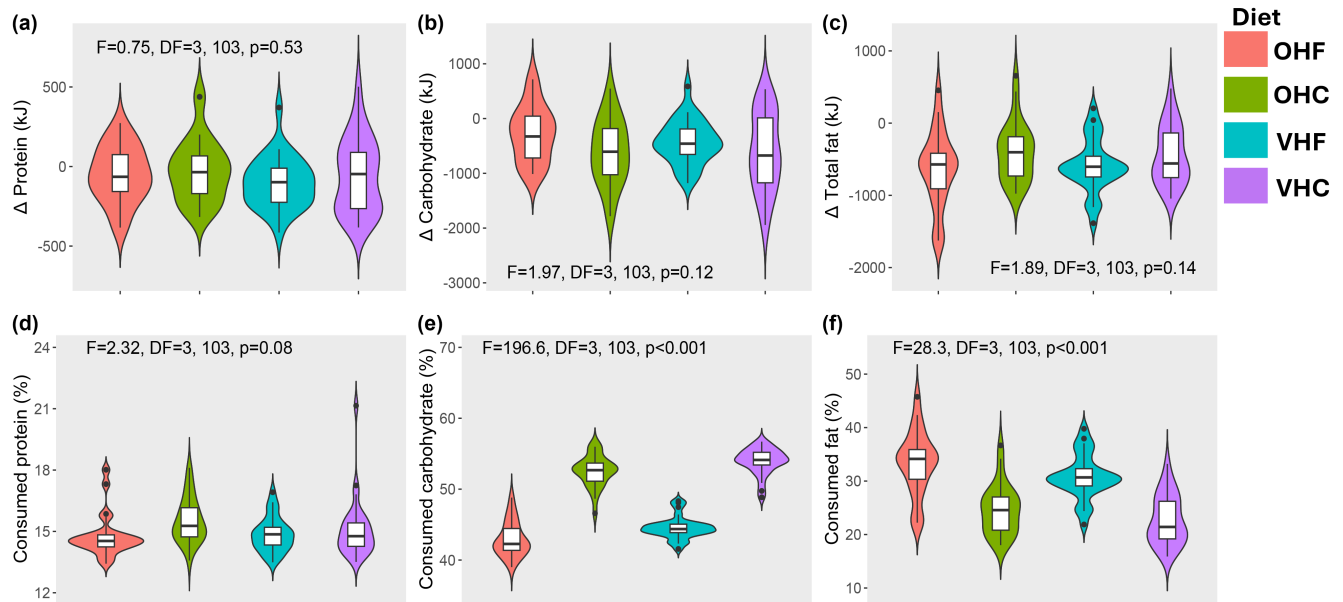 (a)
F=0.75, DF=3, 103, p=0.53
Δ Protein (kJ)
500
0
-500
(b)
Δ Carbohydrate (kJ)
1000
0
-1000
-2000
-3000
F=1.97, DF=3, 103, p=0.12
(c)
Δ Total fat (kJ)
1000
0
-1000
-2000
F=1.89, DF=3, 103, p=0.14
Diet
OHF
OHC
VHF
VHC
(d)
F=2.32, DF=3, 103, p=0.08
Consumed protein (%)
24
21
18
15
12
(e)
F=196.6, DF=3, 103, p<0.001
Consumed carbohydrate (%)
70
60
50
40
(f)
F=28.3, DF=3, 103, p<0.001
Consumed fat (%)
50
40
30
20
10